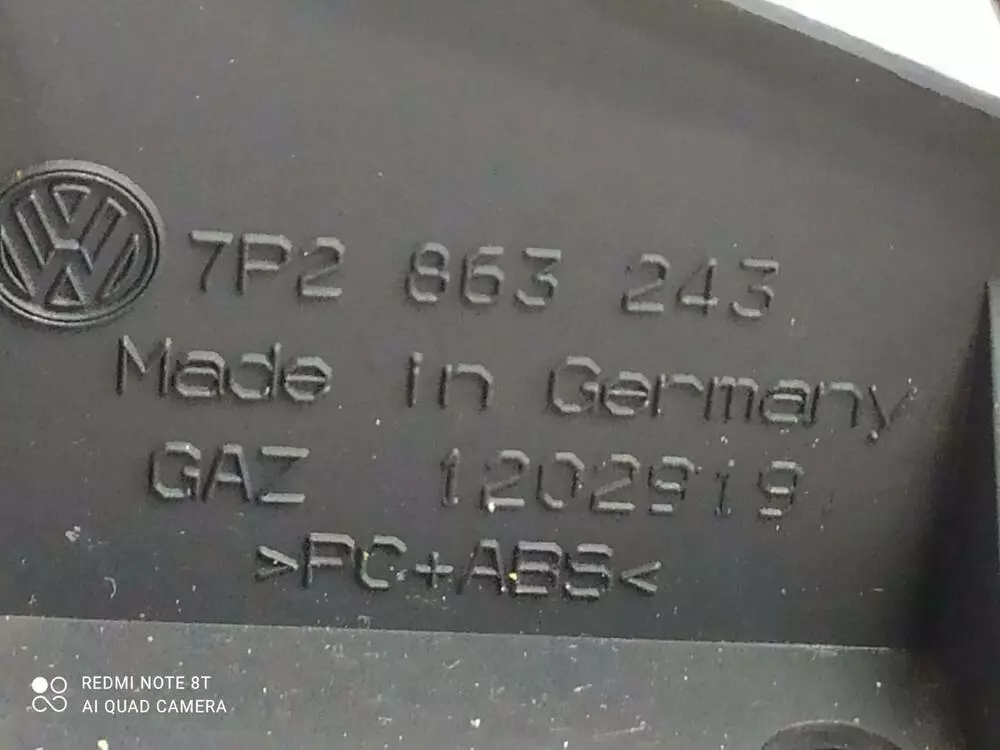 7P2 863 243
Made in Germany
GAZ 1202919
>PC+ABS<
REDMI NOTE 8T
AI QUAD CAMERA